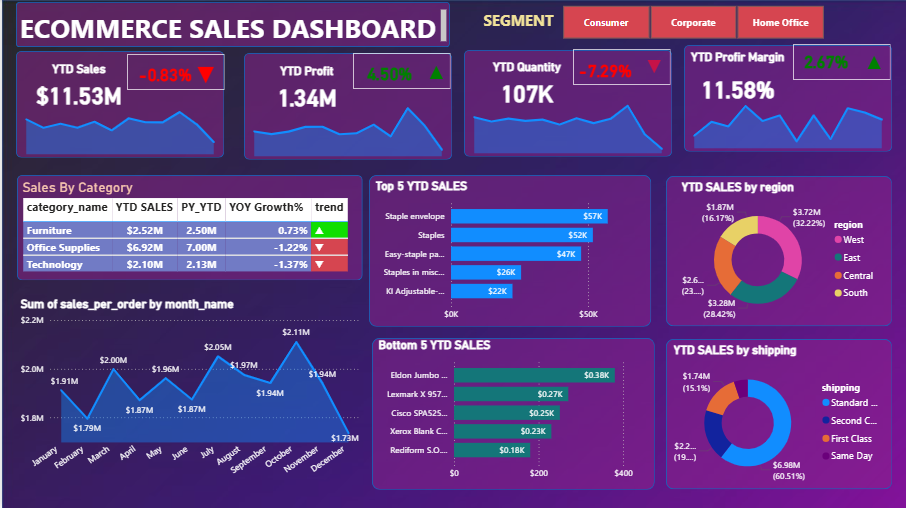 ECOMMERCE SALES DASHBOARD
SEGMENT
Consumer
Corporate
Home Office
YTD Sales
-0.83%
$11.53M
YTD Profit
4.50%
1.34M
YTD Quantity
-7.29%
107K
YTD Profir Margin
2.67%
11.58%
Sales By Category
category_name YTD SALES PY_YTD YOY Growth% trend
Furniture $2.52M 2.50M 0.73%
Office Supplies $6.92M 7.00M -1.22%
Technology $2.10M 2.13M -1.37%
Top 5 YTD SALES
Staple envelope $57K
Staples $52K
Easy-staple pa... $47K
Staples in misc... $26K
KI Adjustable-... $22K
$0K $50K
YTD SALES by region
$1.87M
(16.17%)
$3.72M
(32.22%)
$2.6...
(23....)
$3.28M
(28.42%)
region
West
East
Central
South
Sum of sales_per_order by month_name
$2.2M
$2.0M
$1.8M
$1.91M
$1.79M
$2.00M
$1.87M
$1.96M
$1.87M
$2.05M
$1.97M
$1.94M
$2.11M
$1.94M
$1.73M
January
February
March
April
May
June
July
August
September
October
November
December
Bottom 5 YTD SALES
Eldon Jumbo ... $0.38K
Lexmark X 957... $0.27K
Cisco SPA525... $0.25K
Xerox Blank C... $0.23K
Rediform S.O.... $0.18K
$0 $200 $400
YTD SALES by shipping
$1.74M
(15.1%)
$2.2...
(19....)
$6.98M
(60.51%)
shipping
Standard ...
Second C...
First Class
Same Day